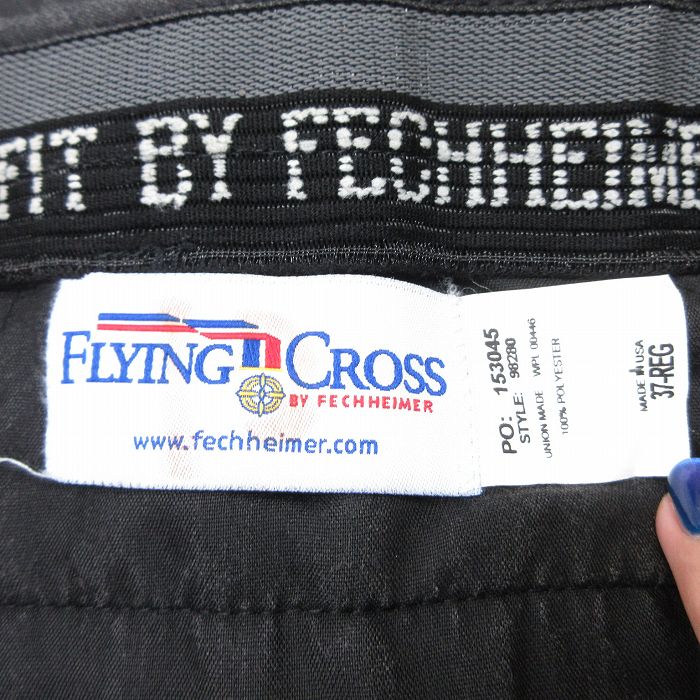 FIT BY FECHHEIME
FLYING CROSS
BY FECHHEIMER
www.fechheimer.com
PO: 153045
STYLE: 98280
UNION MADE WPL 00446
100% POLYESTER
MADE IN USA
37-REG